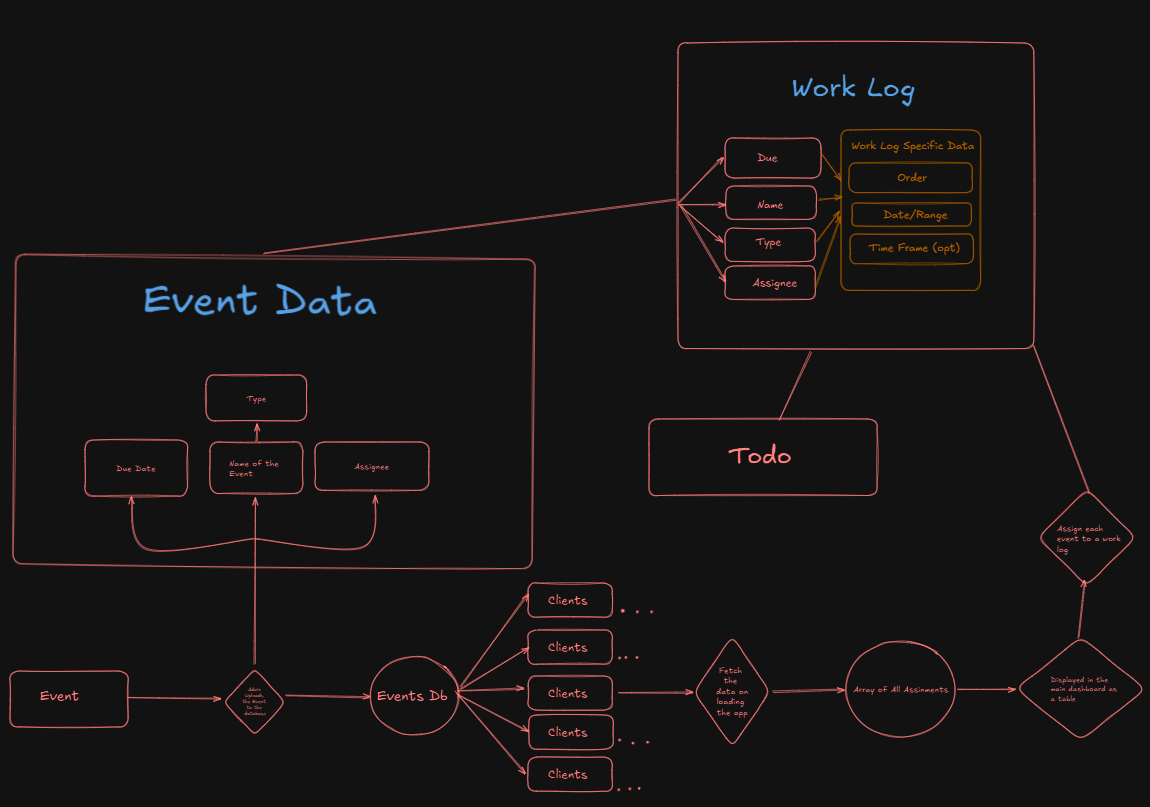 Work Log
Due
Name
Type
Assignee
Work Log Specific Data
Order
Date/Range
Time Frame (opt)
Event Data
Type
Due Date
Name of the
Event
Assignee
Todo
Assign each
event to a work
log
Event
Admin
Uploads
the Event
to the
database
Events Db
Clients
. . .
Clients
...
Clients
Clients
. . .
Clients
...
Fetch
the
data on
loading
the app
Array of All Assinments
Displayed in the
main dashboard as
a table